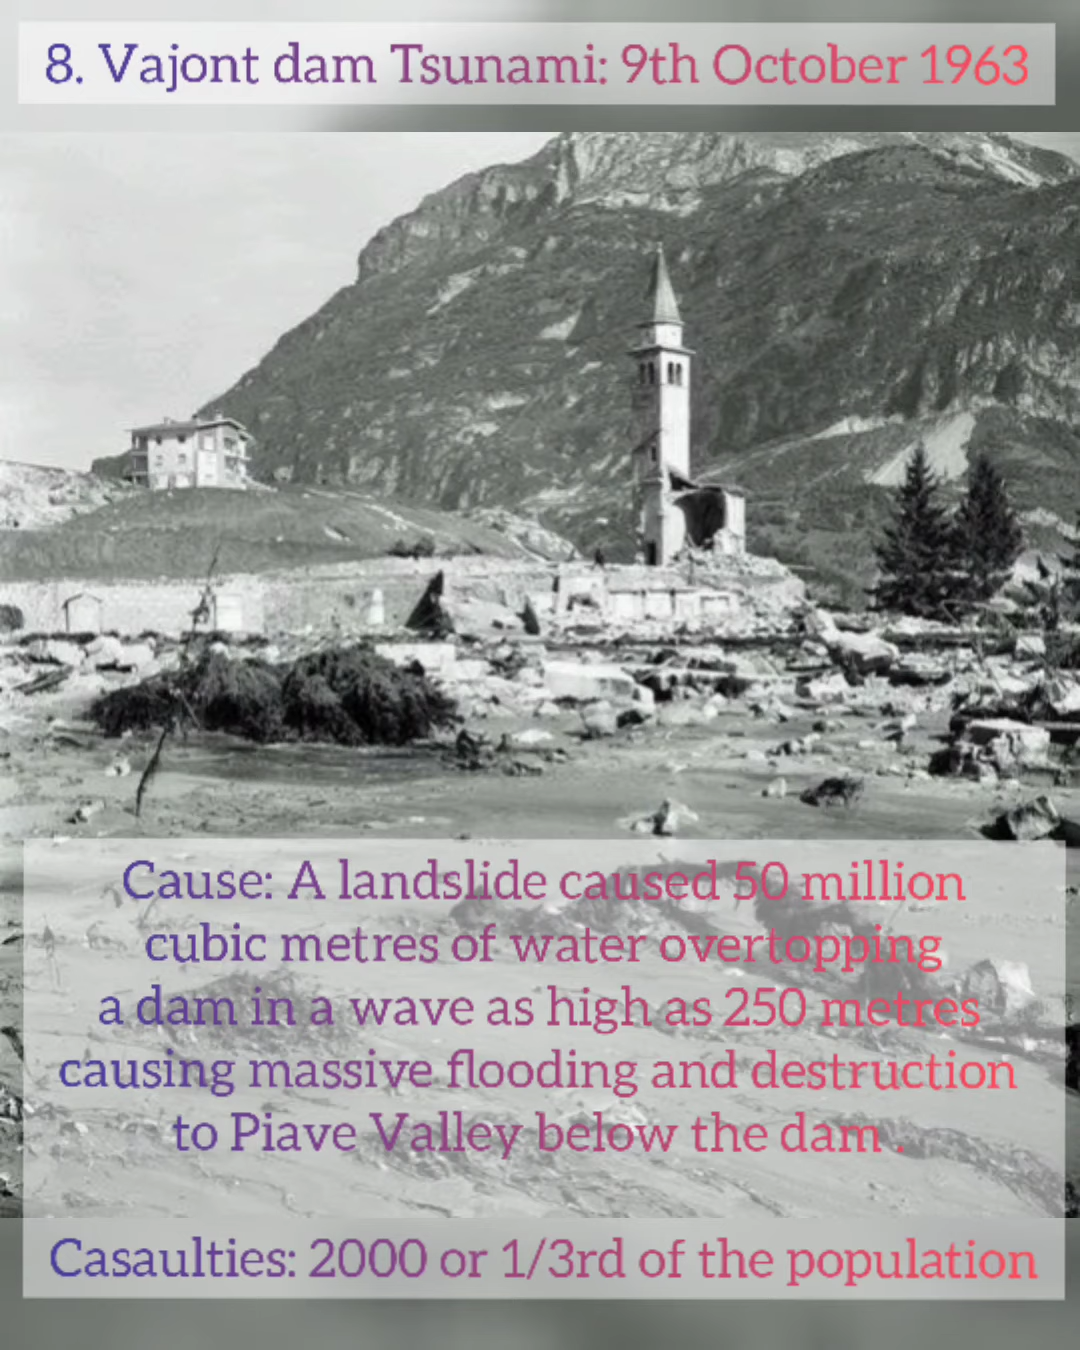 8. Vajont dam Tsunami: 9th October 1963
Cause: A landslide caused 50 million
cubic metres of water overtopping
a dam in a wave as high as 250 metres
causing massive flooding and destruction
to Piave Valley below the dam .
Casaulties: 2000 or 1/3rd of the population